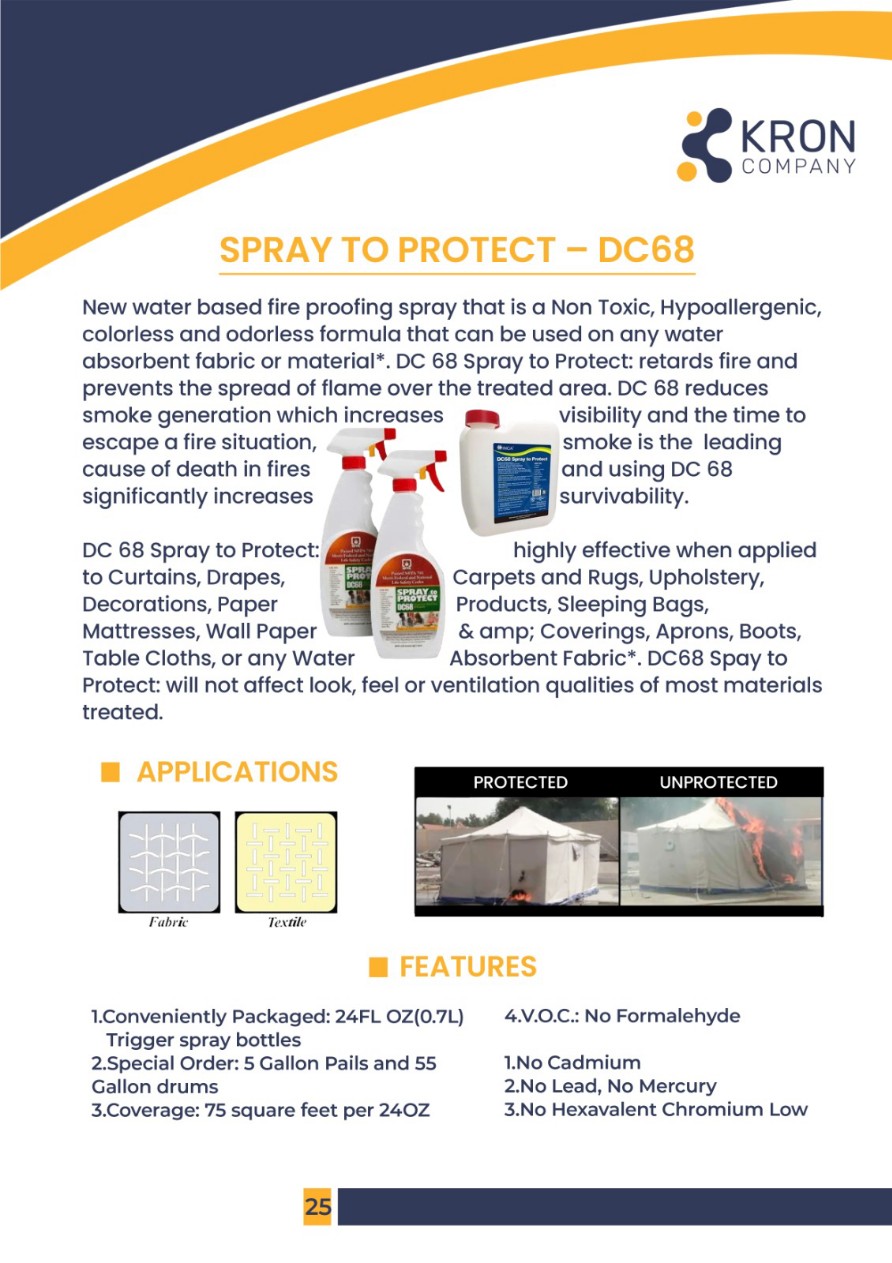 KRON
COMPANY
SPRAY TO PROTECT – DC68
New water based fire proofing spray that is a Non Toxic, Hypoallergenic,
colorless and odorless formula that can be used on any water
absorbent fabric or material*. DC 68 Spray to Protect: retards fire and
prevents the spread of flame over the treated area. DC 68 reduces
smoke generation which increases visibility and the time to
escape a fire situation, smoke is the leading
cause of death in fires and using DC 68
significantly increases survivability.
DC68 Spray to Protect
DC 68 Spray to Protect: highly effective when applied
to Curtains, Drapes, Carpets and Rugs, Upholstery,
Decorations, Paper Products, Sleeping Bags,
Mattresses, Wall Paper & amp; Coverings, Aprons, Boots,
Table Cloths, or any Water Absorbent Fabric*. DC68 Spay to
Protect: will not affect look, feel or ventilation qualities of most materials
treated.
SPRAY to
PROTECT
DC68
■ APPLICATIONS
PROTECTED UNPROTECTED
Fabric Textile
■ FEATURES
1.Conveniently Packaged: 24FL OZ(0.7L)
Trigger spray bottles
2.Special Order: 5 Gallon Pails and 55
Gallon drums
3.Coverage: 75 square feet per 24OZ
4.V.O.C.: No Formalehyde
1.No Cadmium
2.No Lead, No Mercury
3.No Hexavalent Chromium Low
25